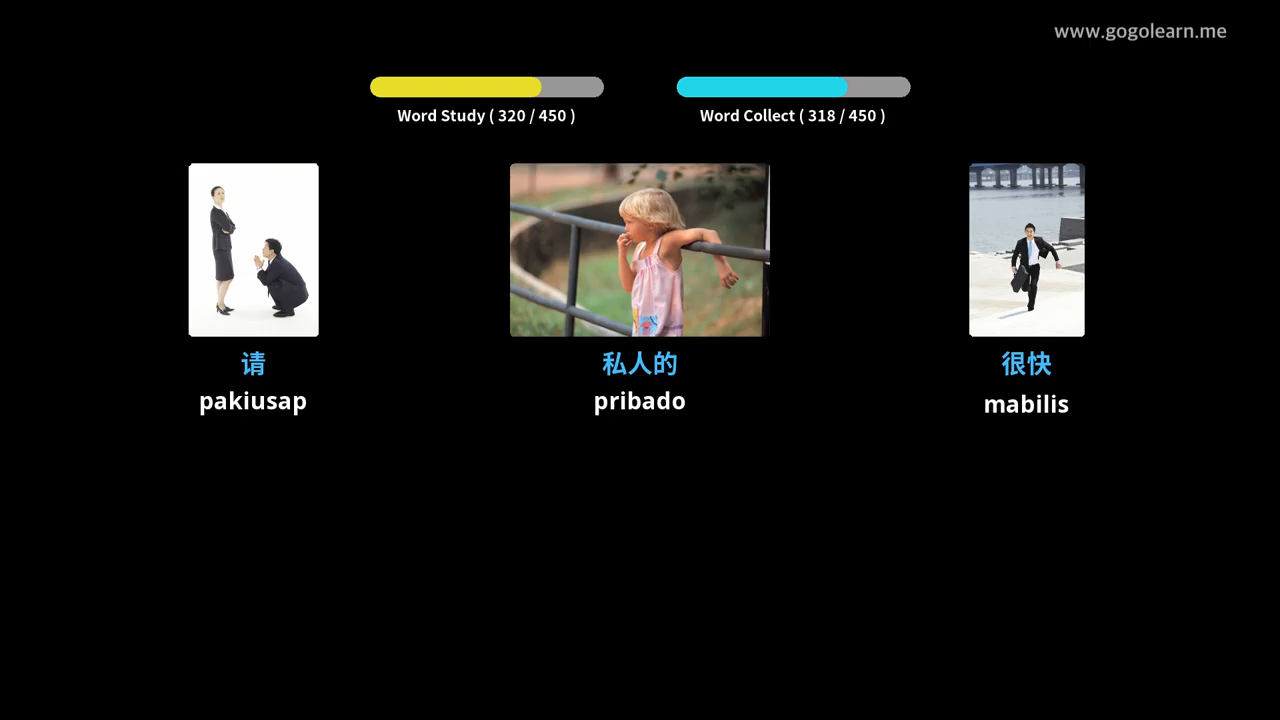 www.gogolearn.me
Word Study ( 320 / 450 )
Word Collect ( 318 / 450 )
请
pakiusap
私人的
pribado
很快
mabilis